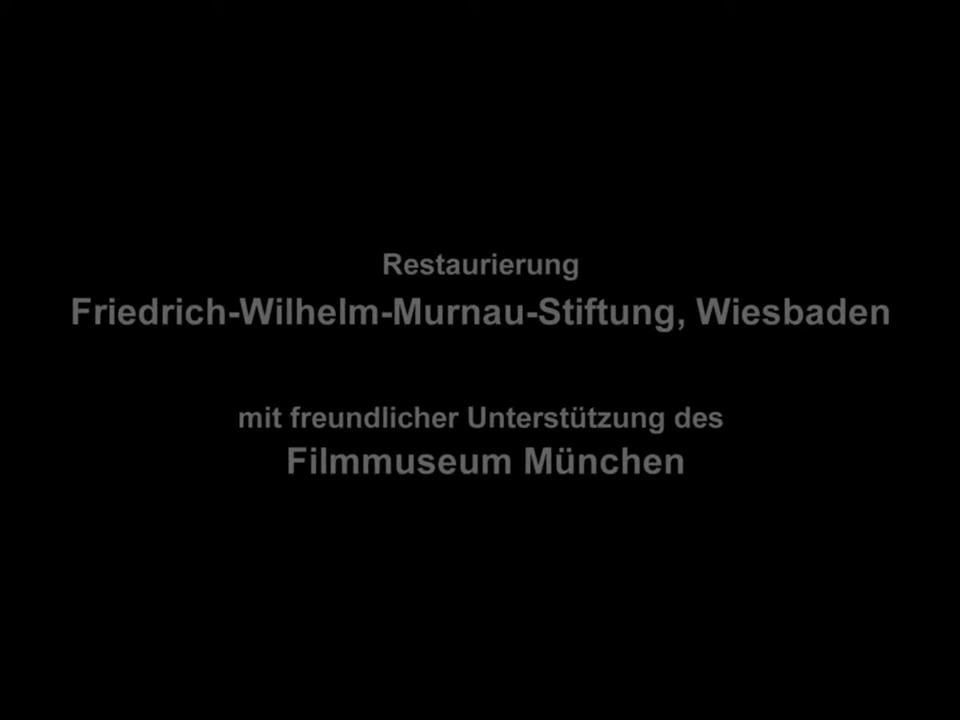 Restaurierung
Friedrich-Wilhelm-Murnau-Stiftung, Wiesbaden
mit freundlicher Unterstützung des
Filmmuseum München